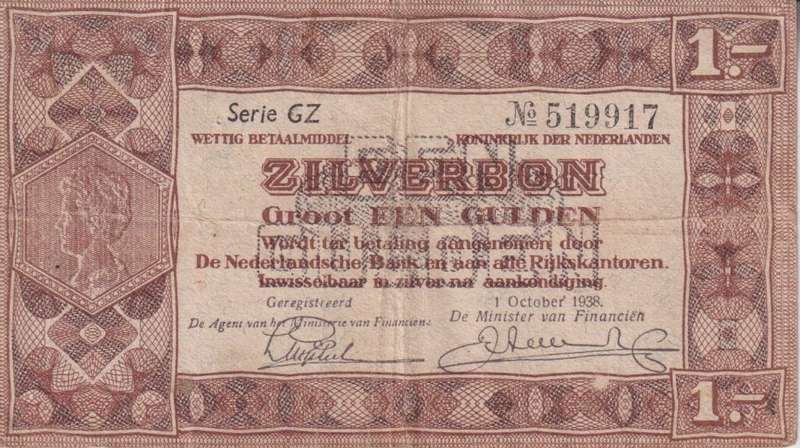 1.-
Serie GZ
№ 519917
WETTIG BETAALMIDDEL
KONINKRIJK DER NEDERLANDEN
ZILVERBON
Groot EEN GULDEN
Wordt ter betaling aangenomen door
De Nederlandsche Bank en aan alle Rijkskantoren.
Inwisselbaar in zilver na aankondiging.
Geregistreerd
1 October 1938.
De Agent van het Ministerie van Financiën:
De Minister van Financiën
1.-